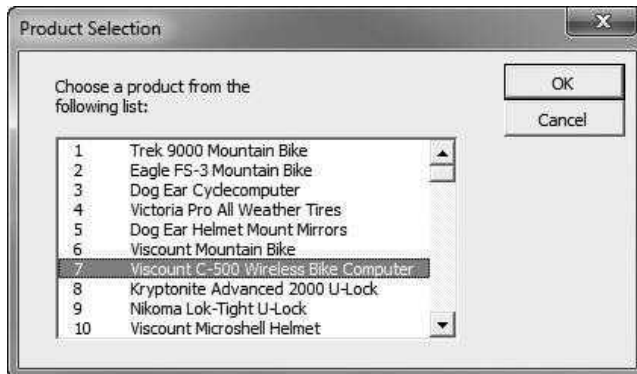 Product Selection
X
Choose a product from the
following list:
OK
Cancel
1 Trek 9000 Mountain Bike
2 Eagle FS-3 Mountain Bike
3 Dog Ear Cyclecomputer
4 Victoria Pro All Weather Tires
5 Dog Ear Helmet Mount Mirrors
6 Viscount Mountain Bike
7 Viscount C-500 Wireless Bike Computer
8 Kryptonite Advanced 2000 U-Lock
9 Nikoma Lok-Tight U-Lock
10 Viscount Microshell Helmet